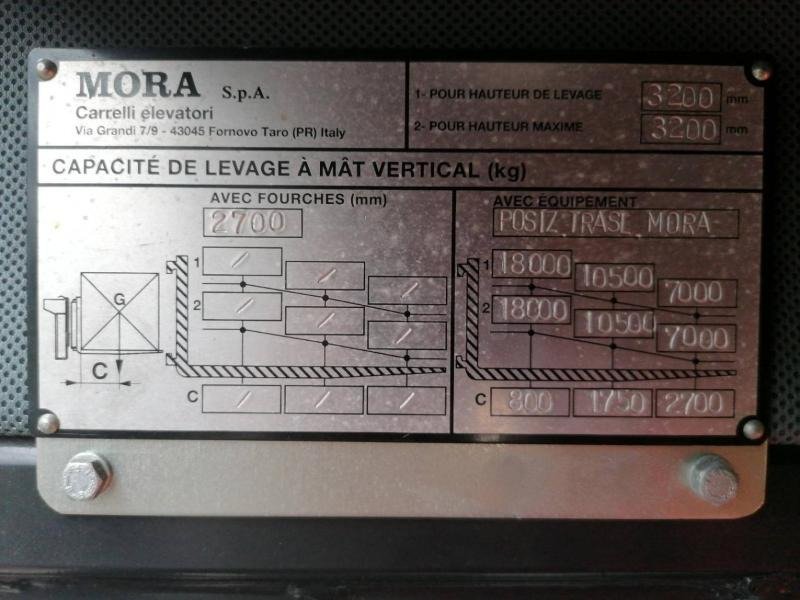 MORA S.p.A.
Carrelli elevatori
Via Grandi 7/9 - 43045 Fornovo Taro (PR) Italy
1- POUR HAUTEUR DE LEVAGE 3200 mm
2- POUR HAUTEUR MAXIME 3200 mm
CAPACITÉ DE LEVAGE À MÂT VERTICAL (kg)
AVEC FOURCHES (mm)
2700
1 / / /
2 / / /
G
C
C / / /
AVEC ÉQUIPEMENT
POSIZ.TRASL.MORA-
1 18000 10500 7000
2 18000 10500 7000
C 800 1750 2700